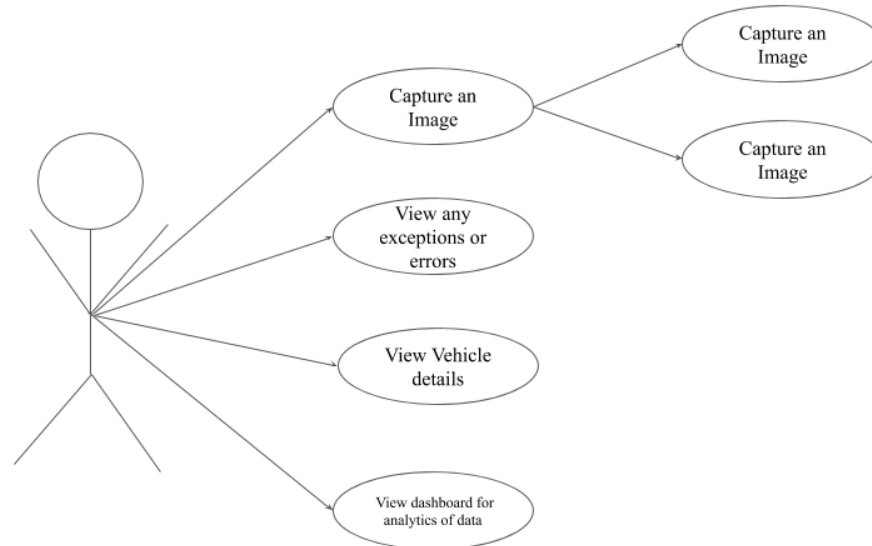 Capture an
Image
Capture an
Image
Capture an
Image
View any
exceptions or
errors
View Vehicle
details
View dashboard for
analytics of data